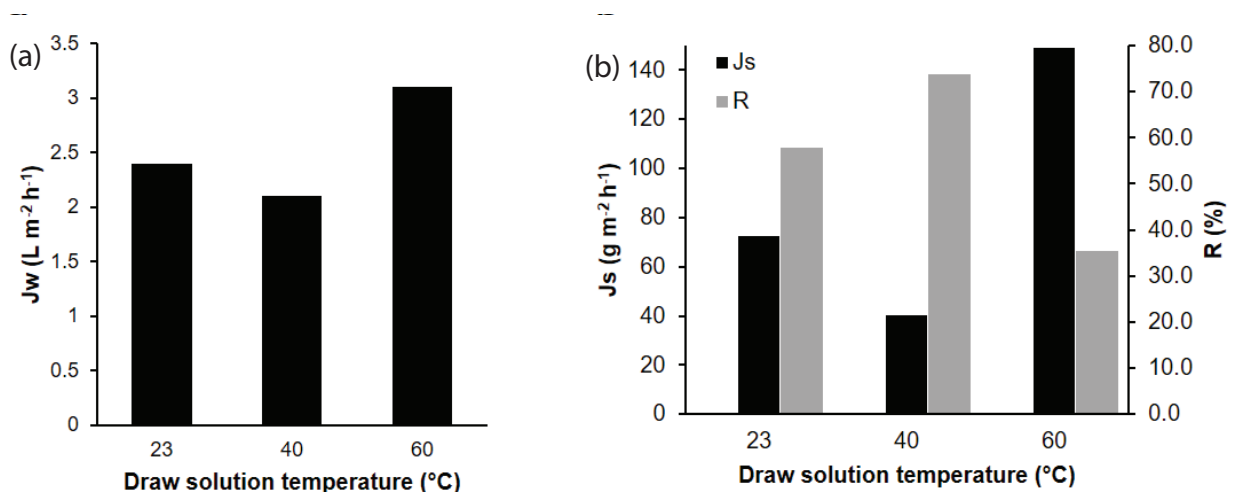 (a)
Jw (L m⁻² h⁻¹)
3.5
3
2.5
2
1.5
1
0.5
0
23 40 60
Draw solution temperature (°C)
(b)
Js (g m⁻² h⁻¹)
140
120
100
80
60
40
20
0
Js
R
80.0
70.0
60.0
50.0
40.0
30.0
20.0
10.0
0.0
R (%)
23 40 60
Draw solution temperature (°C)